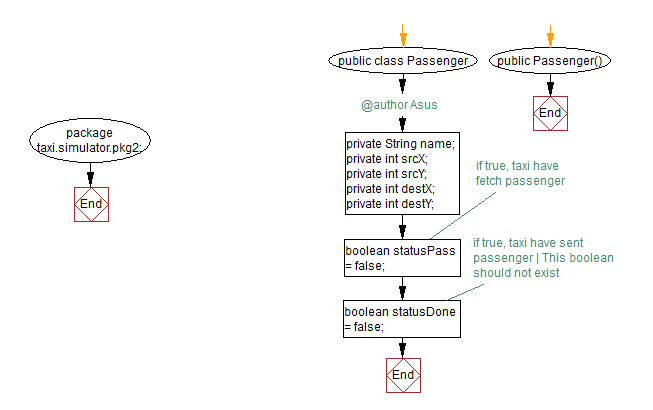 public class Passenger
public Passenger()
@author Asus
End
package
taxi.simulator.pkg2;
End
private String name;
private int srcX;
private int srcY;
private int destX;
private int destY;
if true, taxi have
fetch passenger
boolean statusPass
= false;
if true, taxi have sent
passenger | This boolean
should not exist
boolean statusDone
= false;
End